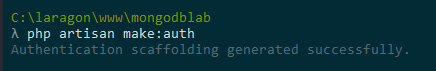 C:\laragon\www\mongodblab
λ php artisan make:auth
Authentication scaffolding generated successfully.